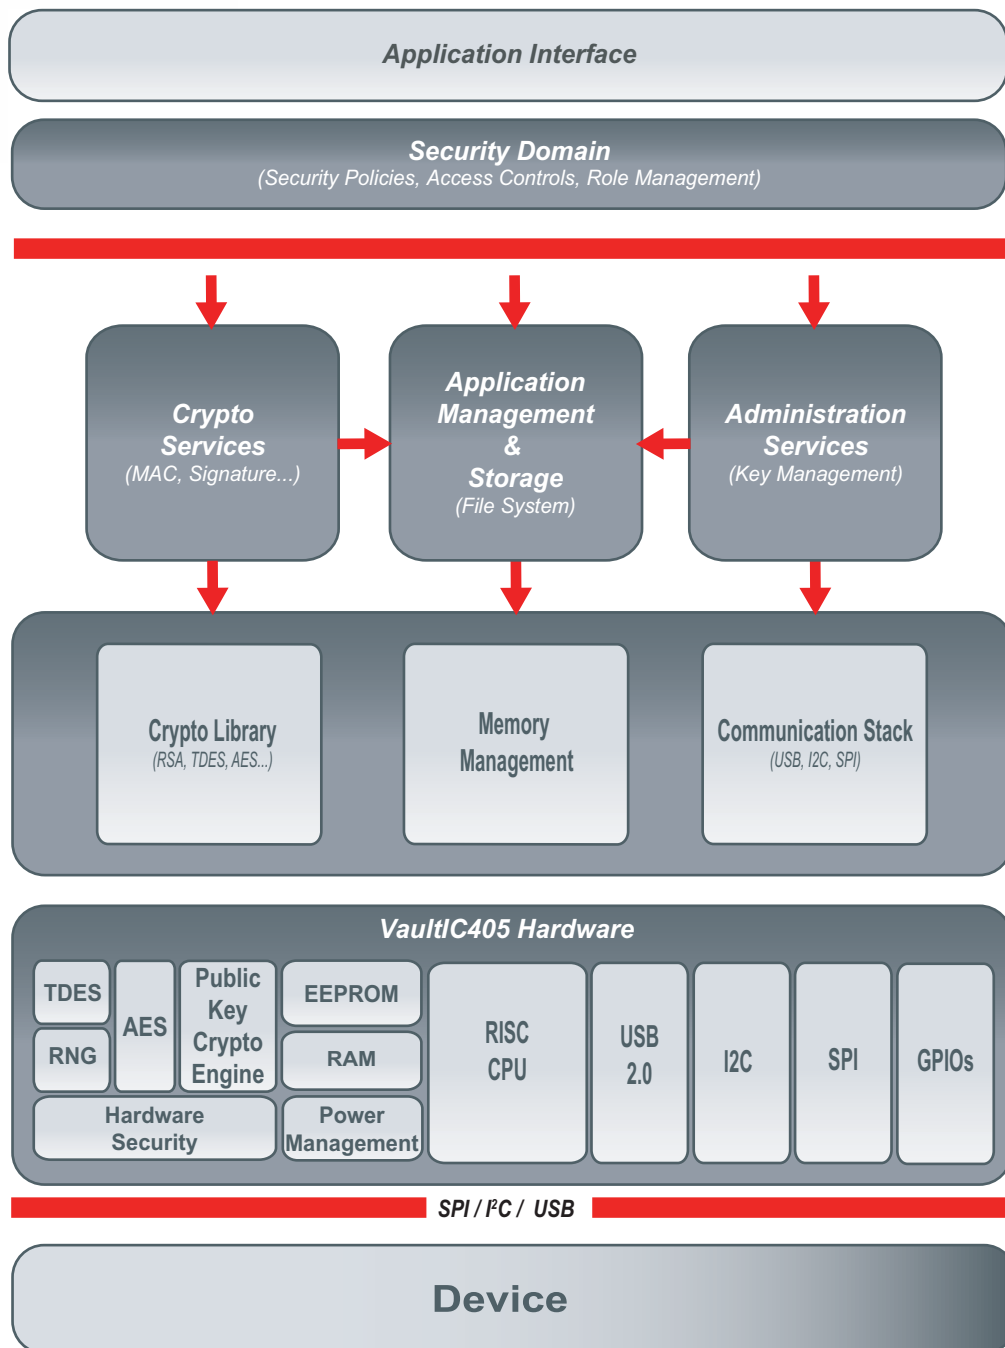 Application Interface
Security Domain
(Security Policies, Access Controls, Role Management)
Crypto
Services
(MAC, Signature...)
Application
Management
&
Storage
(File System)
Administration
Services
(Key Management)
Crypto Library
(RSA, TDES, AES...)
Memory
Management
Communication Stack
(USB, I2C, SPI)
VaultIC405 Hardware
TDES
RNG
AES
Public
Key
Crypto
Engine
Hardware
Security
EEPROM
RAM
Power
Management
RISC
CPU
USB
2.0
I2C
SPI
GPIOs
SPI / I²C / USB
Device